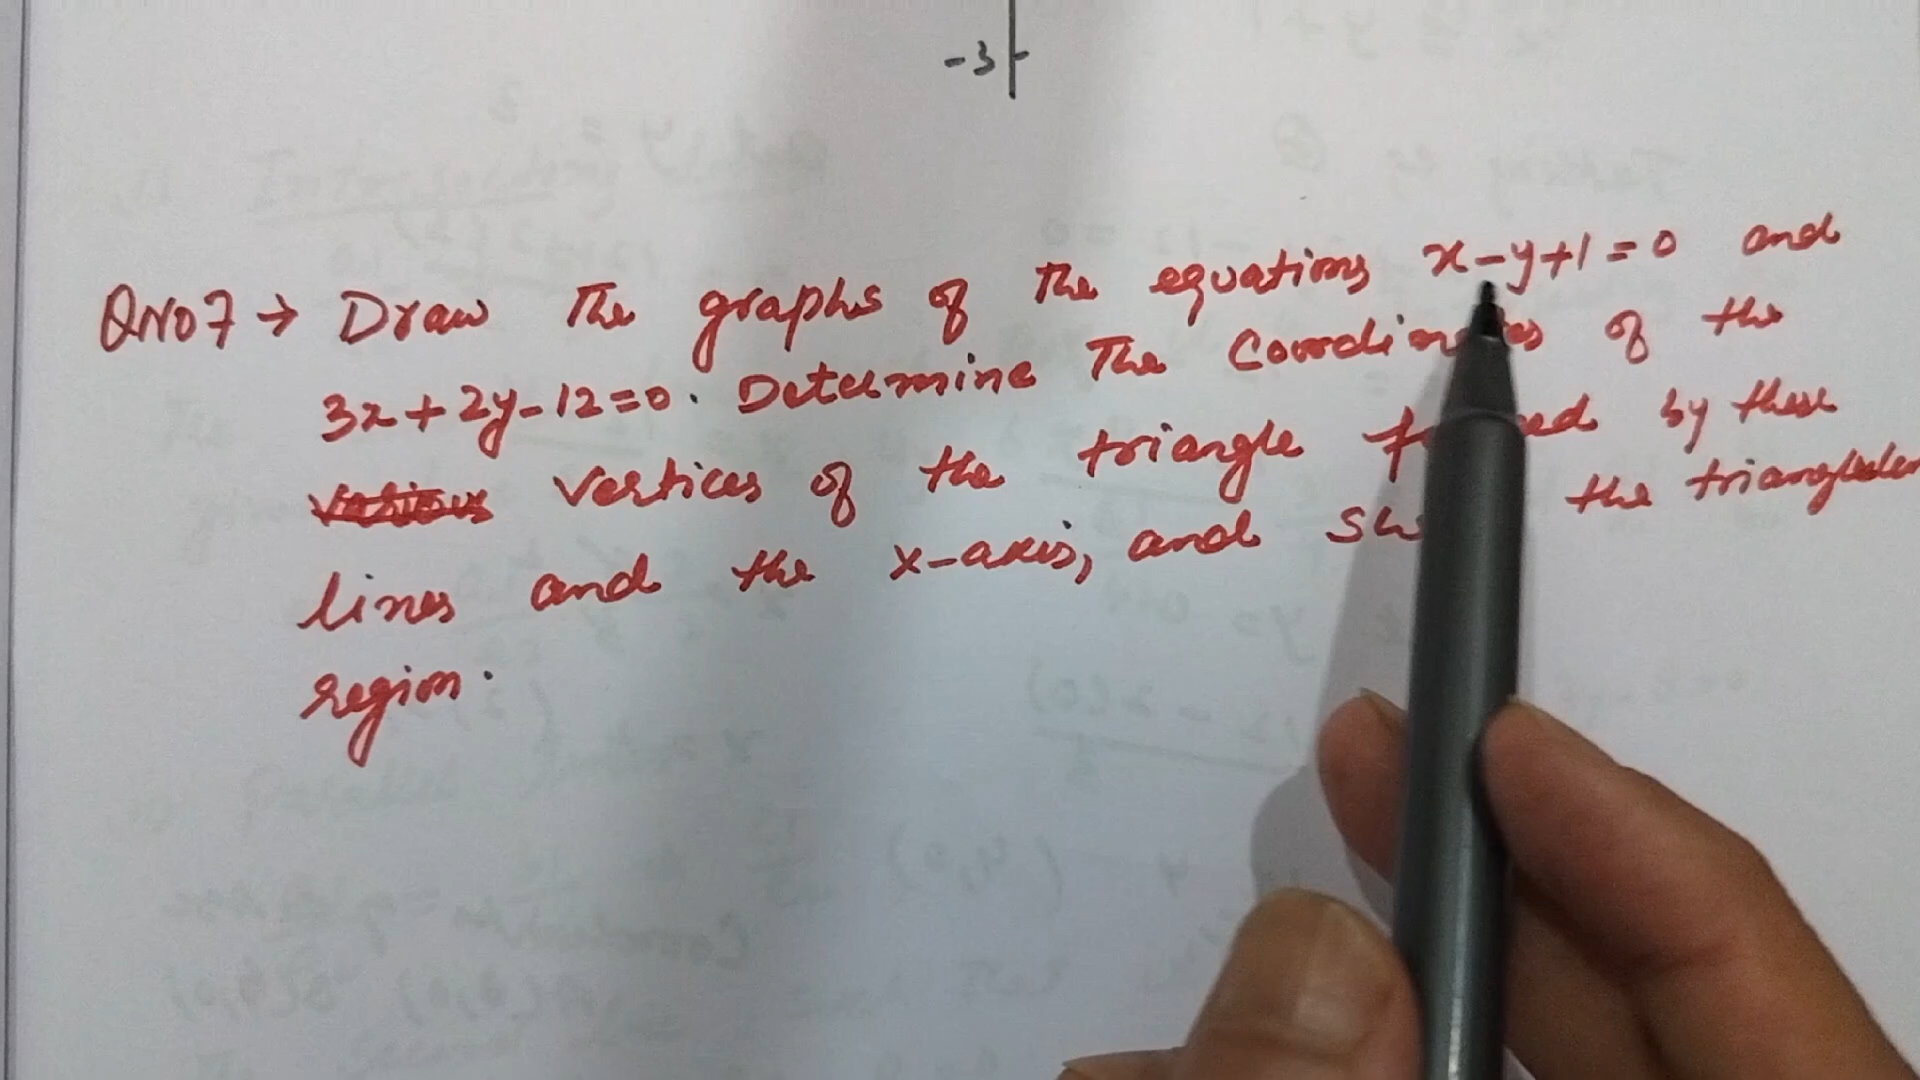 -3
QNo7 → Draw The graphs of the equations x-y+1=0 and
3x+2y-12=0. Determine The Coordinates of the
vertices of the triangle formed by these
lines and the x-axis, and the
region.